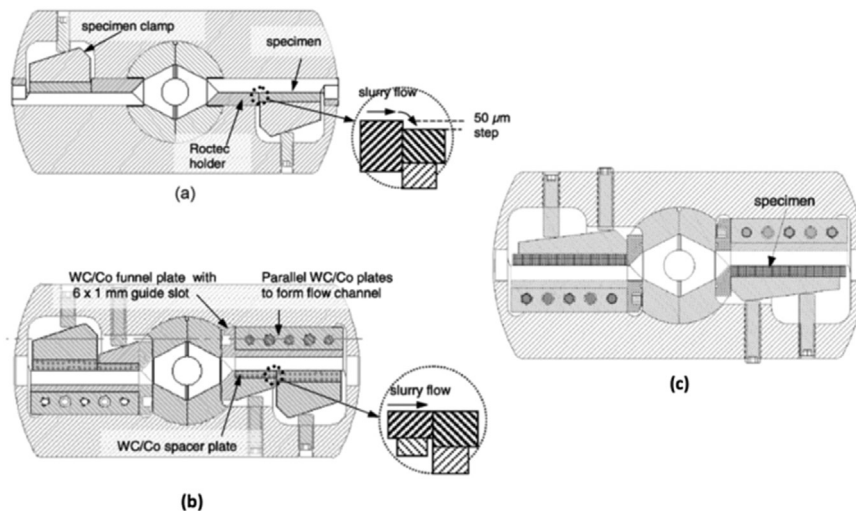 specimen clamp
specimen
slurry flow
50 µm
step
Roctec
holder
(a)
WC/Co funnel plate with
6 x 1 mm guide slot
Parallel WC/Co plates
to form flow channel
slurry flow
WC/Co spacer plate
(b)
specimen
(c)